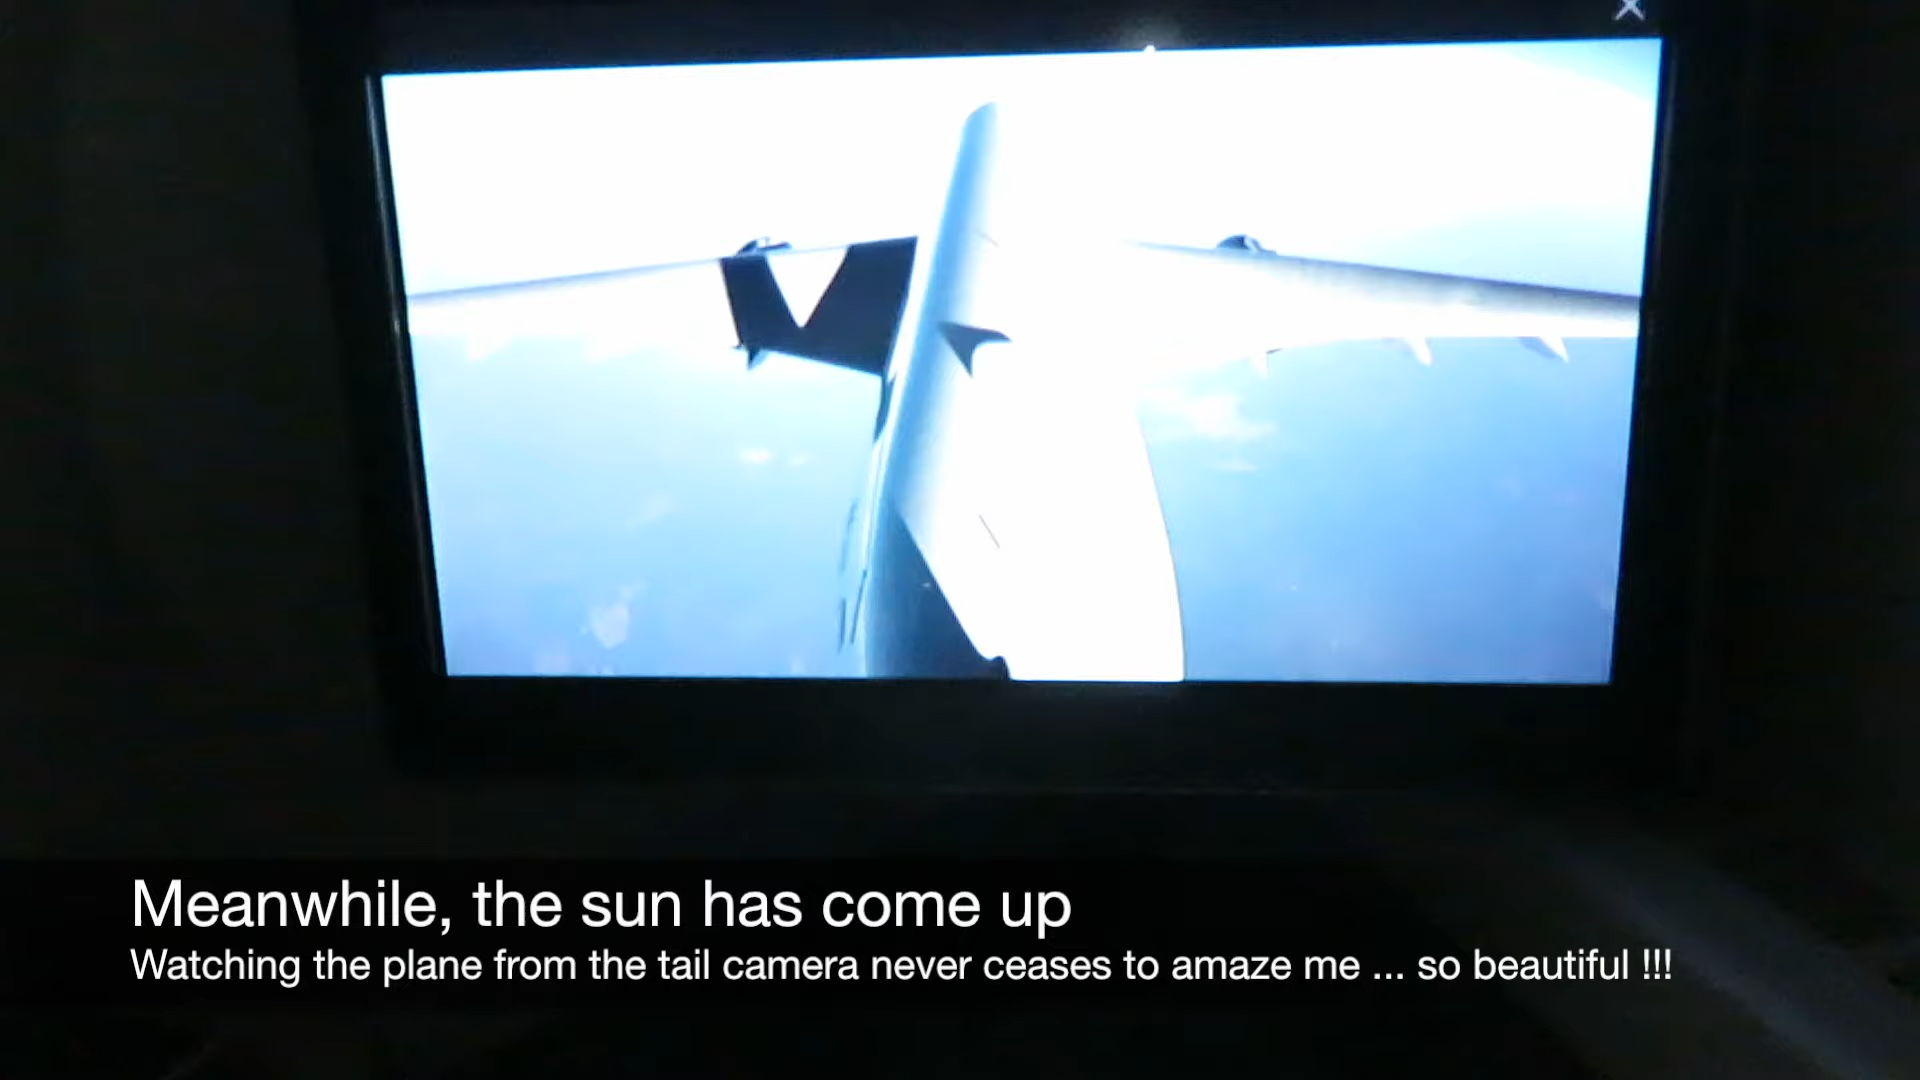 Meanwhile, the sun has come up
Watching the plane from the tail camera never ceases to amaze me ... so beautiful !!!